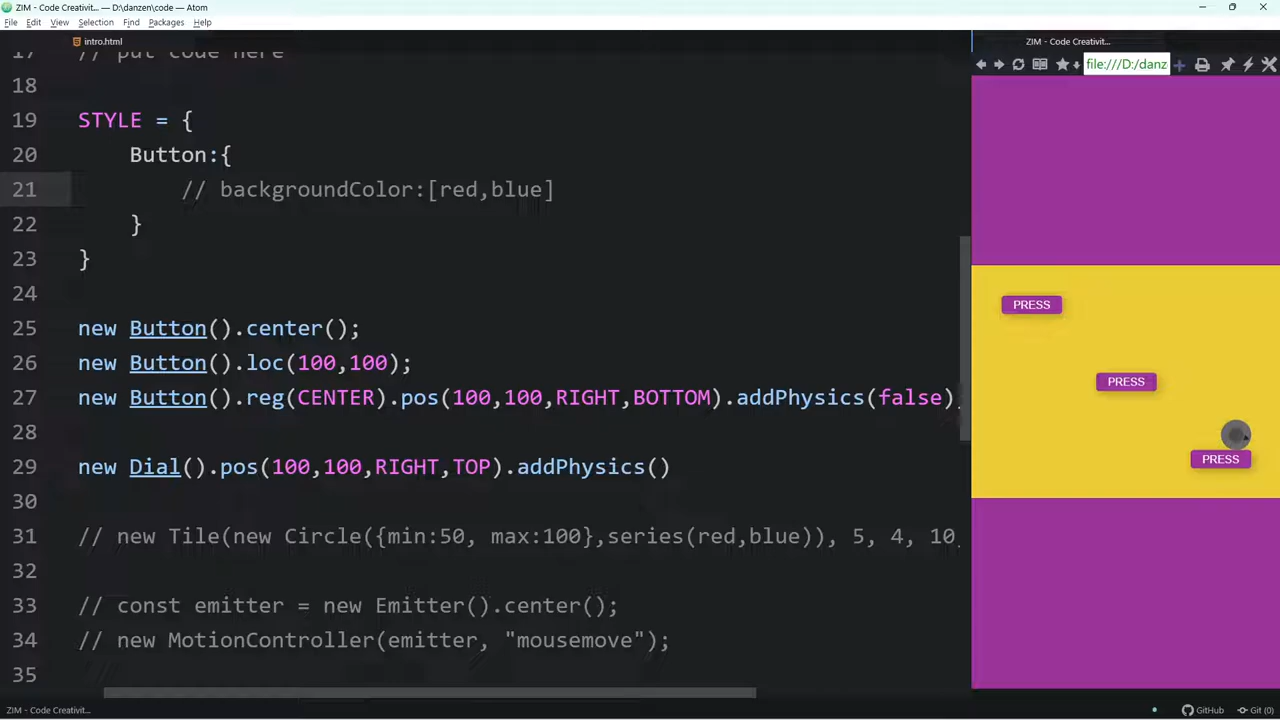 ZIM - Code Creativit... — D:\danzen\code — Atom
File Edit View Selection Find Packages Help
intro.html
ZIM - Code Creativit...
file:///D:/danz
17 // put code here
18
19 STYLE = {
20 Button:{
21 // backgroundColor:[red,blue]
22 }
23 }
24
25 new Button().center();
26 new Button().loc(100,100);
27 new Button().reg(CENTER).pos(100,100,RIGHT,BOTTOM).addPhysics(false)
28
29 new Dial().pos(100,100,RIGHT,TOP).addPhysics()
30
31 // new Tile(new Circle({min:50, max:100},series(red,blue)), 5, 4, 10
32
33 // const emitter = new Emitter().center();
34 // new MotionController(emitter, "mousemove");
35
PRESS
PRESS
PRESS
ZIM - Code Creativit...
GitHub
Git (0)